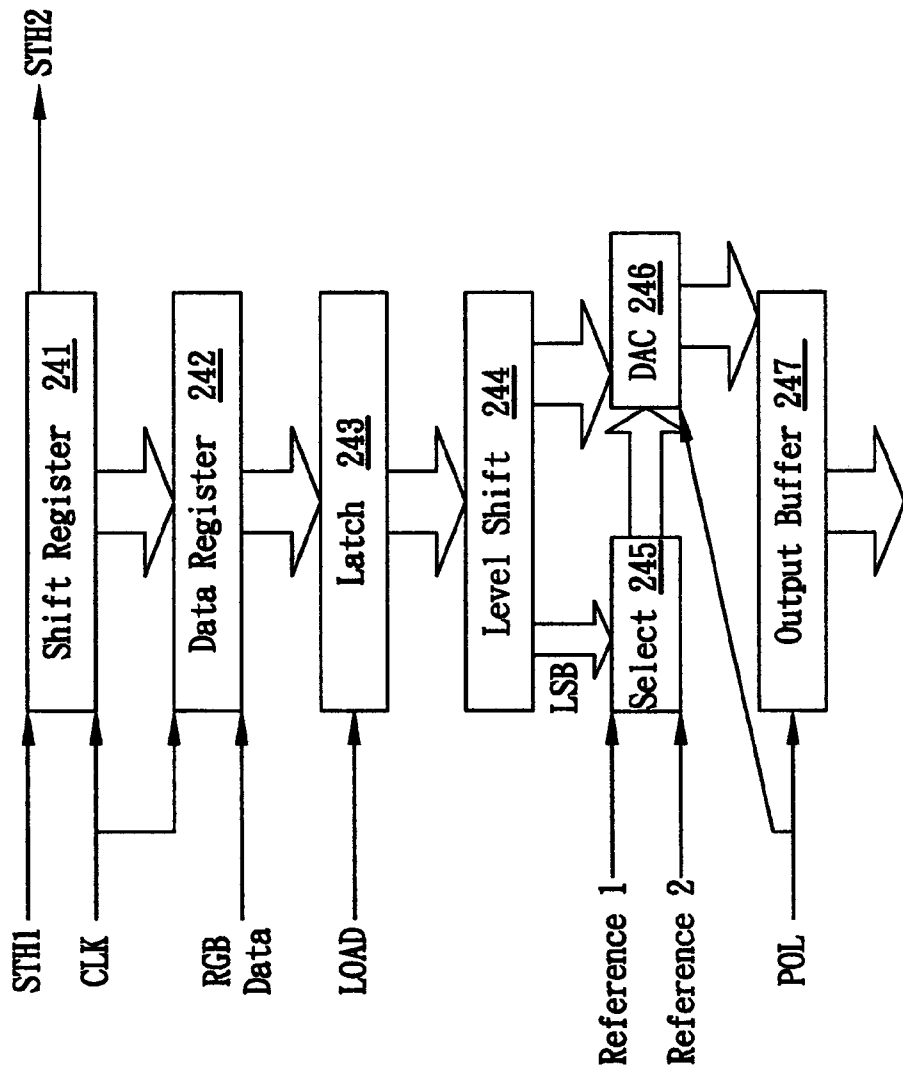 STH2
STH1
Shift Register 241
CLK
Data Register 242
RGB
Data
Latch 243
LOAD
Level Shift 244
LSB
Reference 1
Select 245
DAC 246
Reference 2
Output Buffer 247
POL